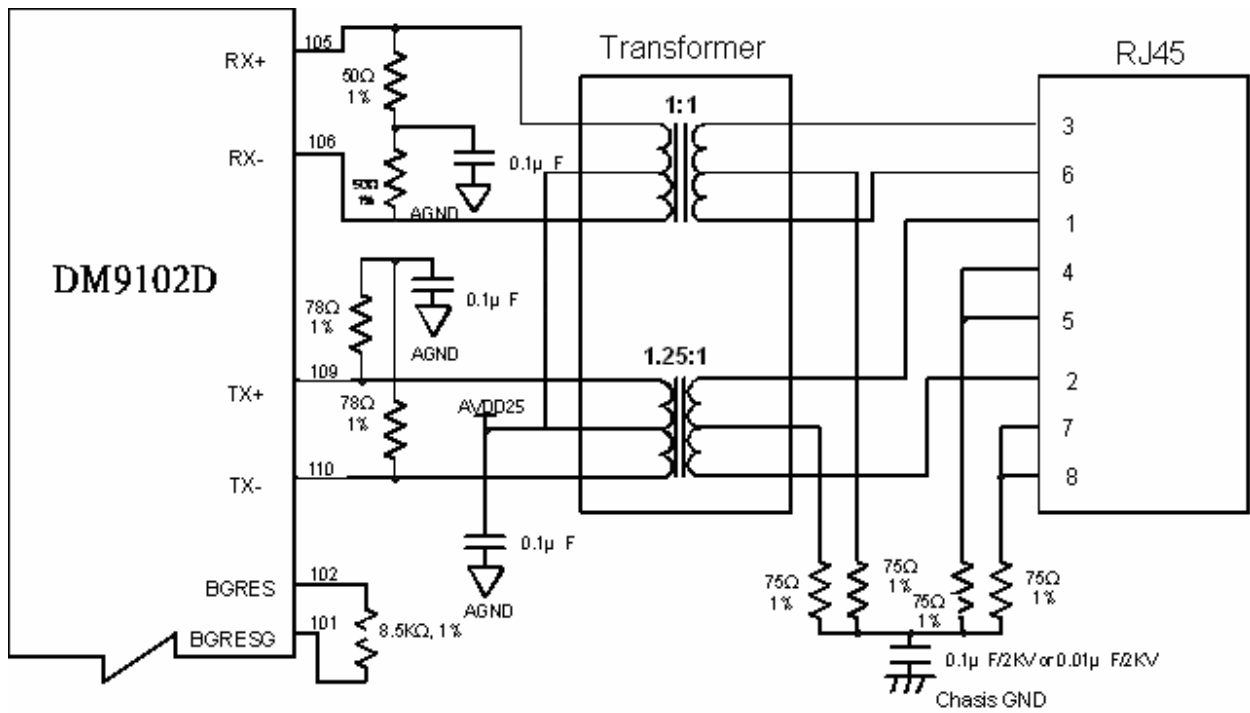 Transformer
RJ45
DM9102D
RX+
105
50Ω
1%
RX-
106
50Ω
1%
0.1μ F
AGND
78Ω
1%
0.1μ F
AGND
TX+
109
78Ω
1%
AVDD25
TX-
110
0.1μ F
AGND
BGRES
102
BGRESG
101
8.5KΩ, 1%
1:1
1.25:1
3
6
1
4
5
2
7
8
75Ω
1%
75Ω
1%
75Ω
1%
75Ω
1%
0.1μ F/2KV or 0.01μ F/2KV
Chasis GND